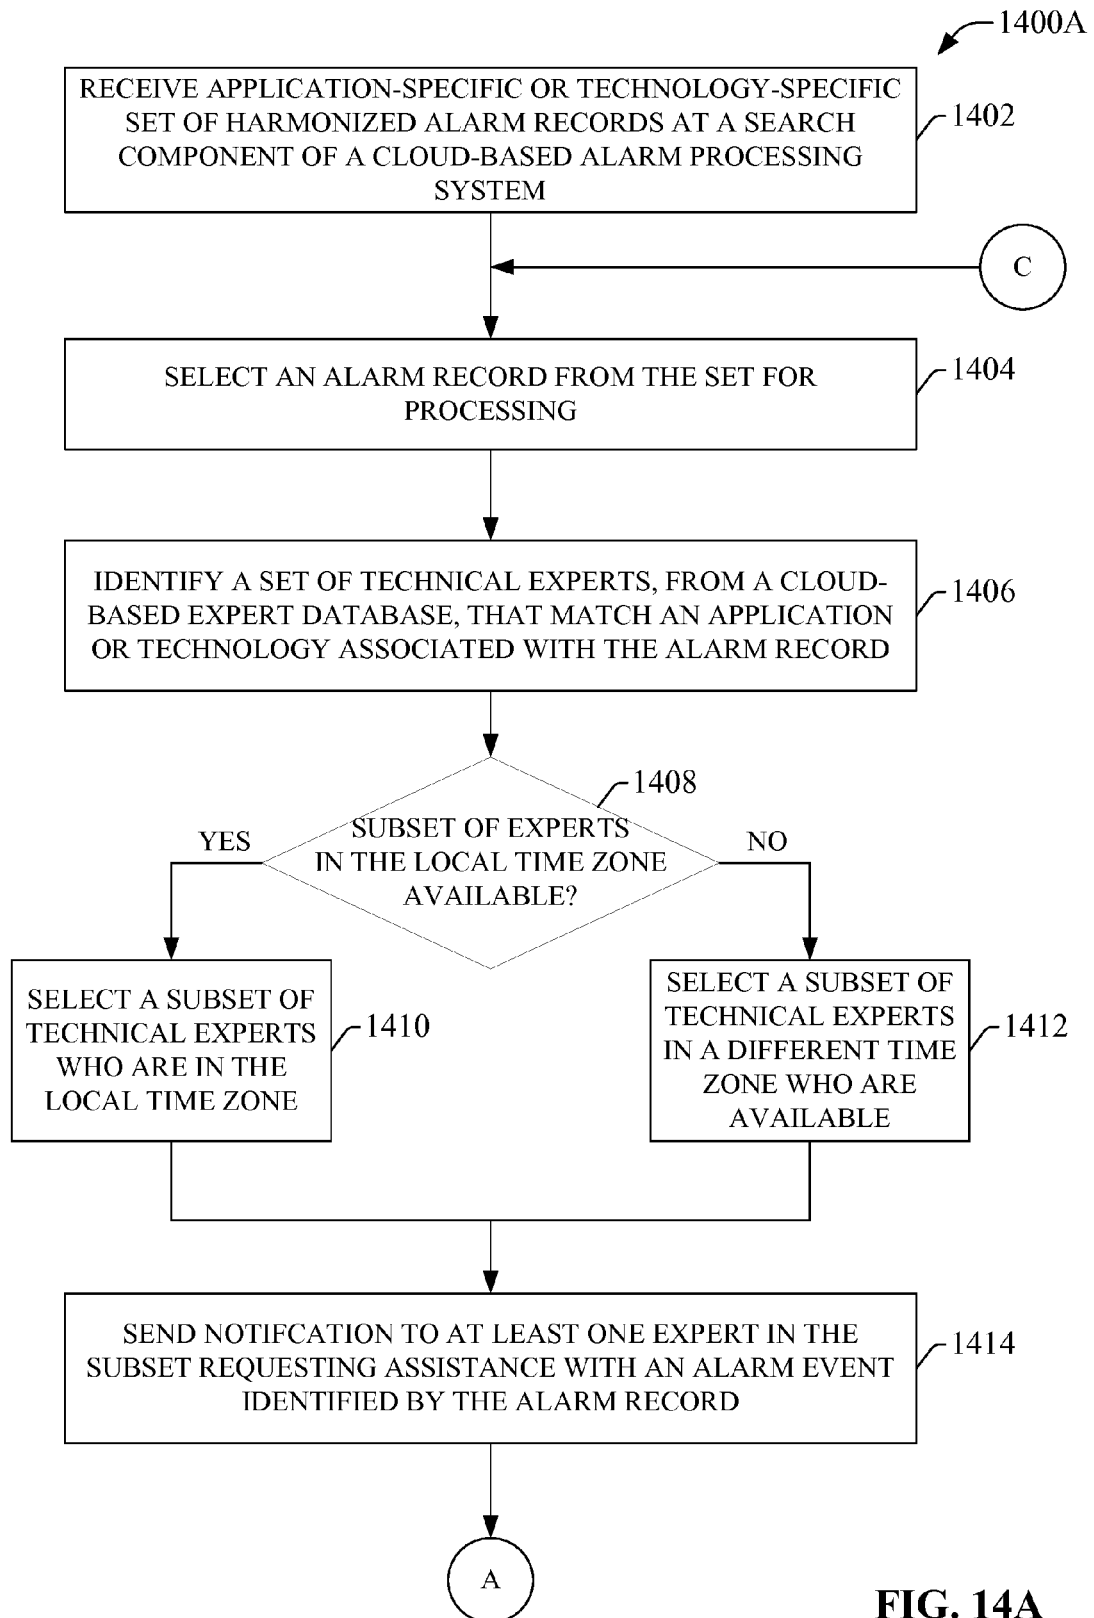 1400A
RECEIVE APPLICATION-SPECIFIC OR TECHNOLOGY-SPECIFIC
SET OF HARMONIZED ALARM RECORDS AT A SEARCH
COMPONENT OF A CLOUD-BASED ALARM PROCESSING
SYSTEM
1402
C
SELECT AN ALARM RECORD FROM THE SET FOR
PROCESSING
1404
IDENTIFY A SET OF TECHNICAL EXPERTS, FROM A CLOUD-
BASED EXPERT DATABASE, THAT MATCH AN APPLICATION
OR TECHNOLOGY ASSOCIATED WITH THE ALARM RECORD
1406
1408
SUBSET OF EXPERTS
IN THE LOCAL TIME ZONE
AVAILABLE?
YES
NO
SELECT A SUBSET OF
TECHNICAL EXPERTS
WHO ARE IN THE
LOCAL TIME ZONE
1410
SELECT A SUBSET OF
TECHNICAL EXPERTS
IN A DIFFERENT TIME
ZONE WHO ARE
AVAILABLE
1412
SEND NOTIFCATION TO AT LEAST ONE EXPERT IN THE
SUBSET REQUESTING ASSISTANCE WITH AN ALARM EVENT
IDENTIFIED BY THE ALARM RECORD
1414
A
FIG. 14A